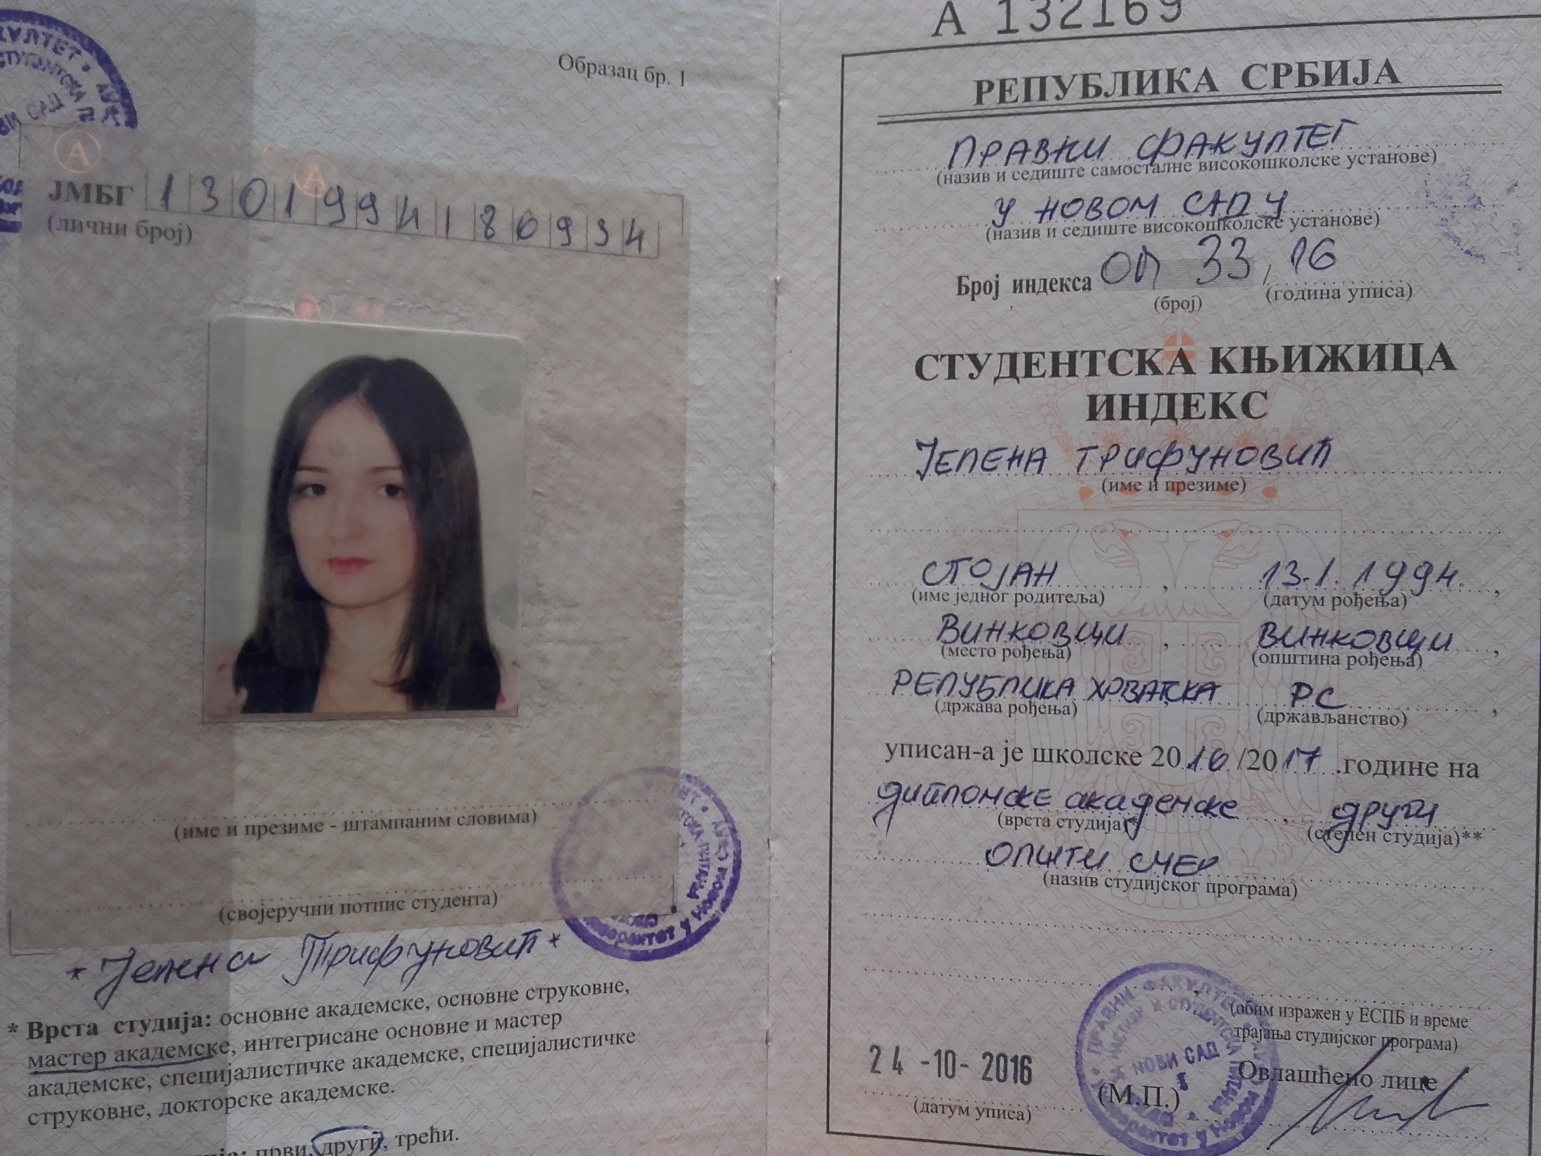 Образац бр. 1
ЈМБГ 1301994186934
(лични број)
(име и презиме - штампаним словима)
(својеручни потпис студента)
* Јелена Трифуновић *
* Врста студија: основне академске, основне струковне,
мастер академске, интегрисане основне и мастер
академске, специјалистичке академске, специјалистичке
струковне, докторске академске.
први, други, трећи.
А 132169
РЕПУБЛИКА СРБИЈА
ПРАВНИ ФАКУЛТЕТ
(назив и седиште самосталне високошколске установе)
У НОВОМ САДУ
(назив и седиште високошколске установе)
Број индекса ОП 33, 16
(број) (година уписа)
СТУДЕНТСКА КЊИЖИЦА
ИНДЕКС
ЈЕЛЕНА ТРИФУНОВИЋ
(име и презиме)
СТОЈАН, 13.1.1994.,
(име једног родитеља) (датум рођења)
ВИНКОВЦИ, ВИНКОВЦИ,
(место рођења) (општина рођења)
РЕПУБЛИКА ХРВАТСКА РС,
(држава рођења) (држављанство)
уписан-а је школске 2016/2017. године на
дипломске академске, други
(врста студија)* (степен студија)**
ОПШТИ СМЕР
(назив студијског програма)
(обим изражен у ЕСПБ и време
трајања студијског програма)
24 -10- 2016
(датум уписа)
(М.П.)
Овлашћено лице
НОВИ САД